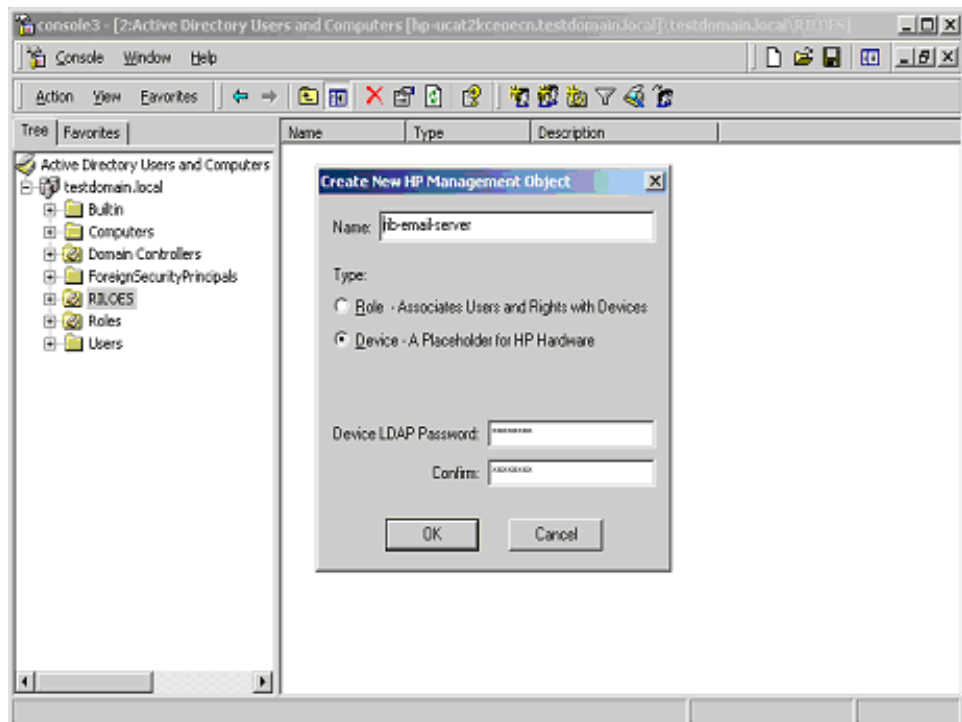 console3 - [2:Active Directory Users and Computers [hp-ucat2kceoecn.testdomain.local]\testdomain.local\RILOES]
Console Window Help
Action View Favorites
Tree Favorites
Name Type Description
Active Directory Users and Computers
testdomain.local
Builtin
Computers
Domain Controllers
ForeignSecurityPrincipals
RILOES
Roles
Users
Create New HP Management Object
Name: rib-email-server
Type:
Role - Associates Users and Rights with Devices
Device - A Placeholder for HP Hardware
Device LDAP Password: ********
Confirm: ********
OK Cancel